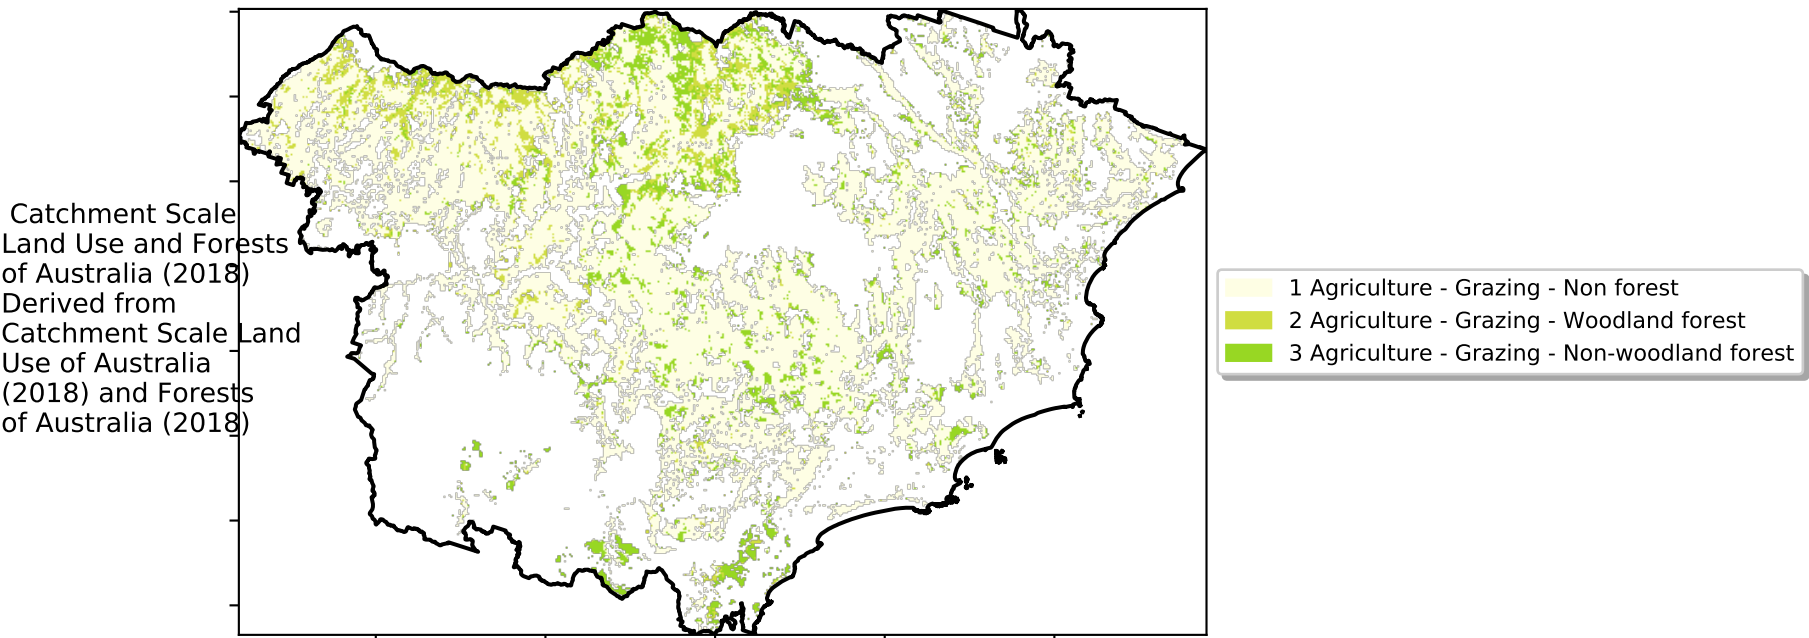 Catchment Scale
Land Use and Forests
of Australia (2018)
Derived from
Catchment Scale Land
Use of Australia
(2018) and Forests
of Australia (2018)
1 Agriculture - Grazing - Non forest
2 Agriculture - Grazing - Woodland forest
3 Agriculture - Grazing - Non-woodland forest